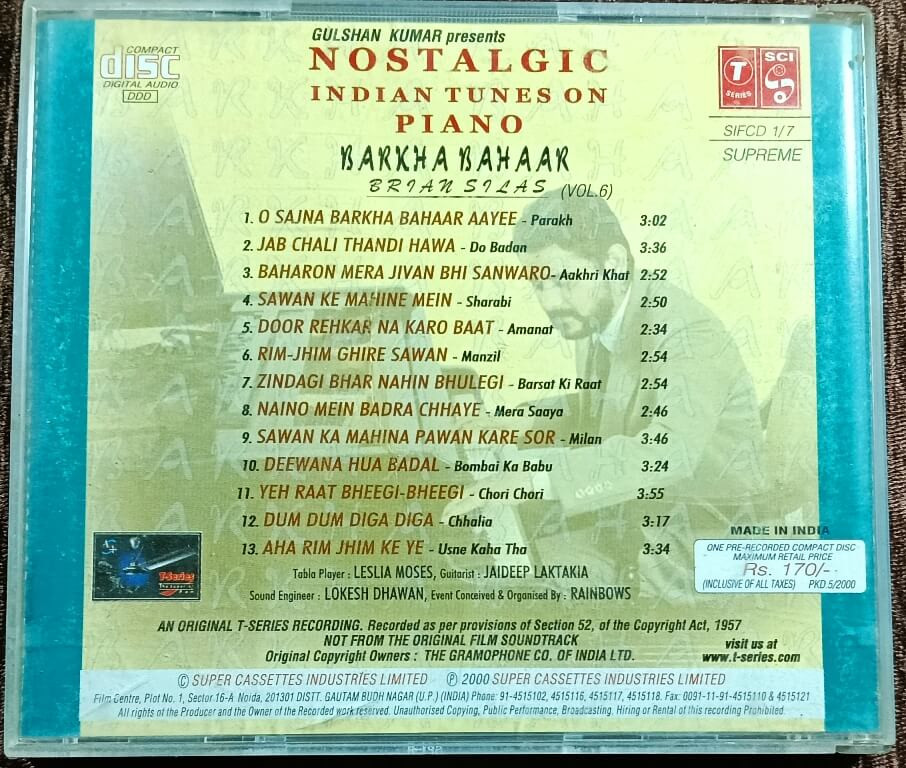 COMPACT
disc
DIGITAL AUDIO
DDD
GULSHAN KUMAR presents
NOSTALGIC
INDIAN TUNES ON
PIANO
BARKHA BAHAAR
BRIAN SILAS (VOL.6)
T SERIES
SCI
SIFCD 1/7
SUPREME
1. O SAJNA BARKHA BAHAAR AAYEE - Parakh 3:02
2. JAB CHALI THANDI HAWA - Do Badan 3:36
3. BAHARON MERA JIVAN BHI SANWARO- Aakhri Khat 2:52
4. SAWAN KE MAHINE MEIN - Sharabi 2:50
5. DOOR REHKAR NA KARO BAAT - Amanat 2:34
6. RIM-JHIM GHIRE SAWAN - Manzil 2:54
7. ZINDAGI BHAR NAHIN BHULEGI - Barsat Ki Raat 2:54
8. NAINO MEIN BADRA CHHAYE - Mera Saaya 2:46
9. SAWAN KA MAHINA PAWAN KARE SOR - Milan 3:46
10. DEEWANA HUA BADAL - Bombai Ka Babu 3:24
11. YEH RAAT BHEEGI-BHEEGI - Chori Chori 3:55
12. DUM DUM DIGA DIGA - Chhalia 3:17
13. AHA RIM JHIM KE YE - Usne Kaha Tha 3:34
Tabla Player : LESLIA MOSES, Guitarist : JAIDEEP LAKTAKIA
Sound Engineer : LOKESH DHAWAN, Event Conceived & Organised By : RAINBOWS
T-Series
MADE IN INDIA
ONE PRE-RECORDED COMPACT DISC
MAXIMUM RETAIL PRICE
Rs. 170/-
(INCLUSIVE OF ALL TAXES) PKD.5/2000
AN ORIGINAL T-SERIES RECORDING. Recorded as per provisions of Section 52, of the Copyright Act, 1957
NOT FROM THE ORIGINAL FILM SOUNDTRACK
Original Copyright Owners : THE GRAMOPHONE CO. OF INDIA LTD.
visit us at
www.t-series.com
© SUPER CASSETTES INDUSTRIES LIMITED ℗ 2000 SUPER CASSETTES INDUSTRIES LIMITED
Film Centre, Plot No. 1, Sector 16-A Noida, 201301 DISTT. GAUTAM BUDH NAGAR (U.P.) (INDIA) Phone: 91-4515102, 4515116, 4515117, 4515118. Fax: 0091-11-91-4515110 & 4515121
All rights of the Producer and the Owner of the Recorded work reserved. Unauthorised Copying, Public Performance, Broadcasting, Hiring or Rental of this recording Prohibited.